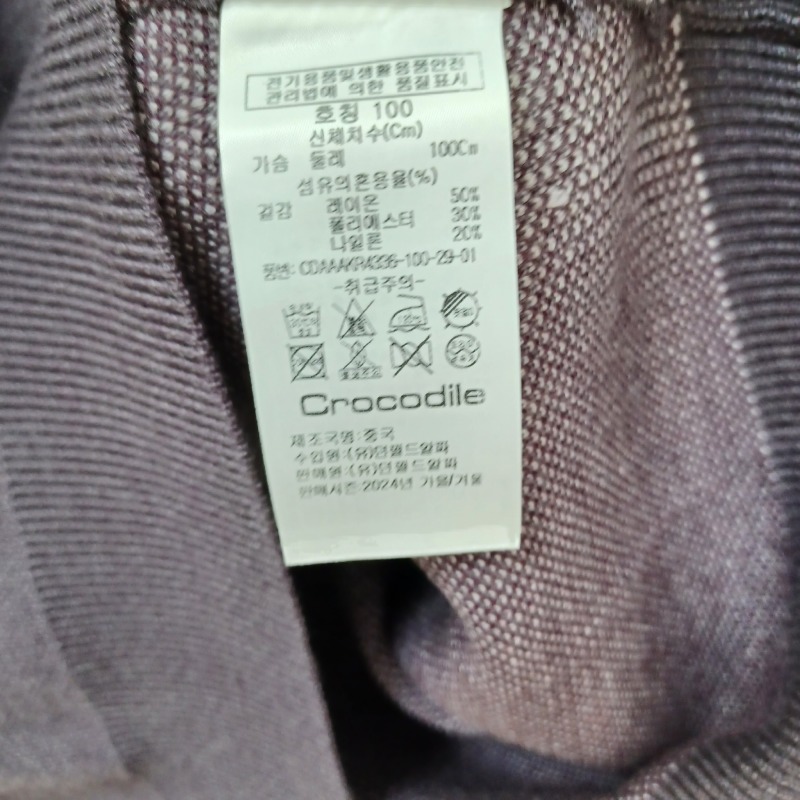 전기용품및생활용품안전
관리법에 의한 품질표시
호칭 100
신체치수(Cm)
가슴 둘레 100Cm
섬유의혼용율(%)
겉감 레이온 50%
폴리에스터 30%
나일론 20%
품번: CDAAAKR4336-100-29-01
-취급주의-
Crocodile
제조국명:중국
수입원:(유)던필드알파
판매원:(유)던필드알파
판매시즌:2024년 가을/겨울